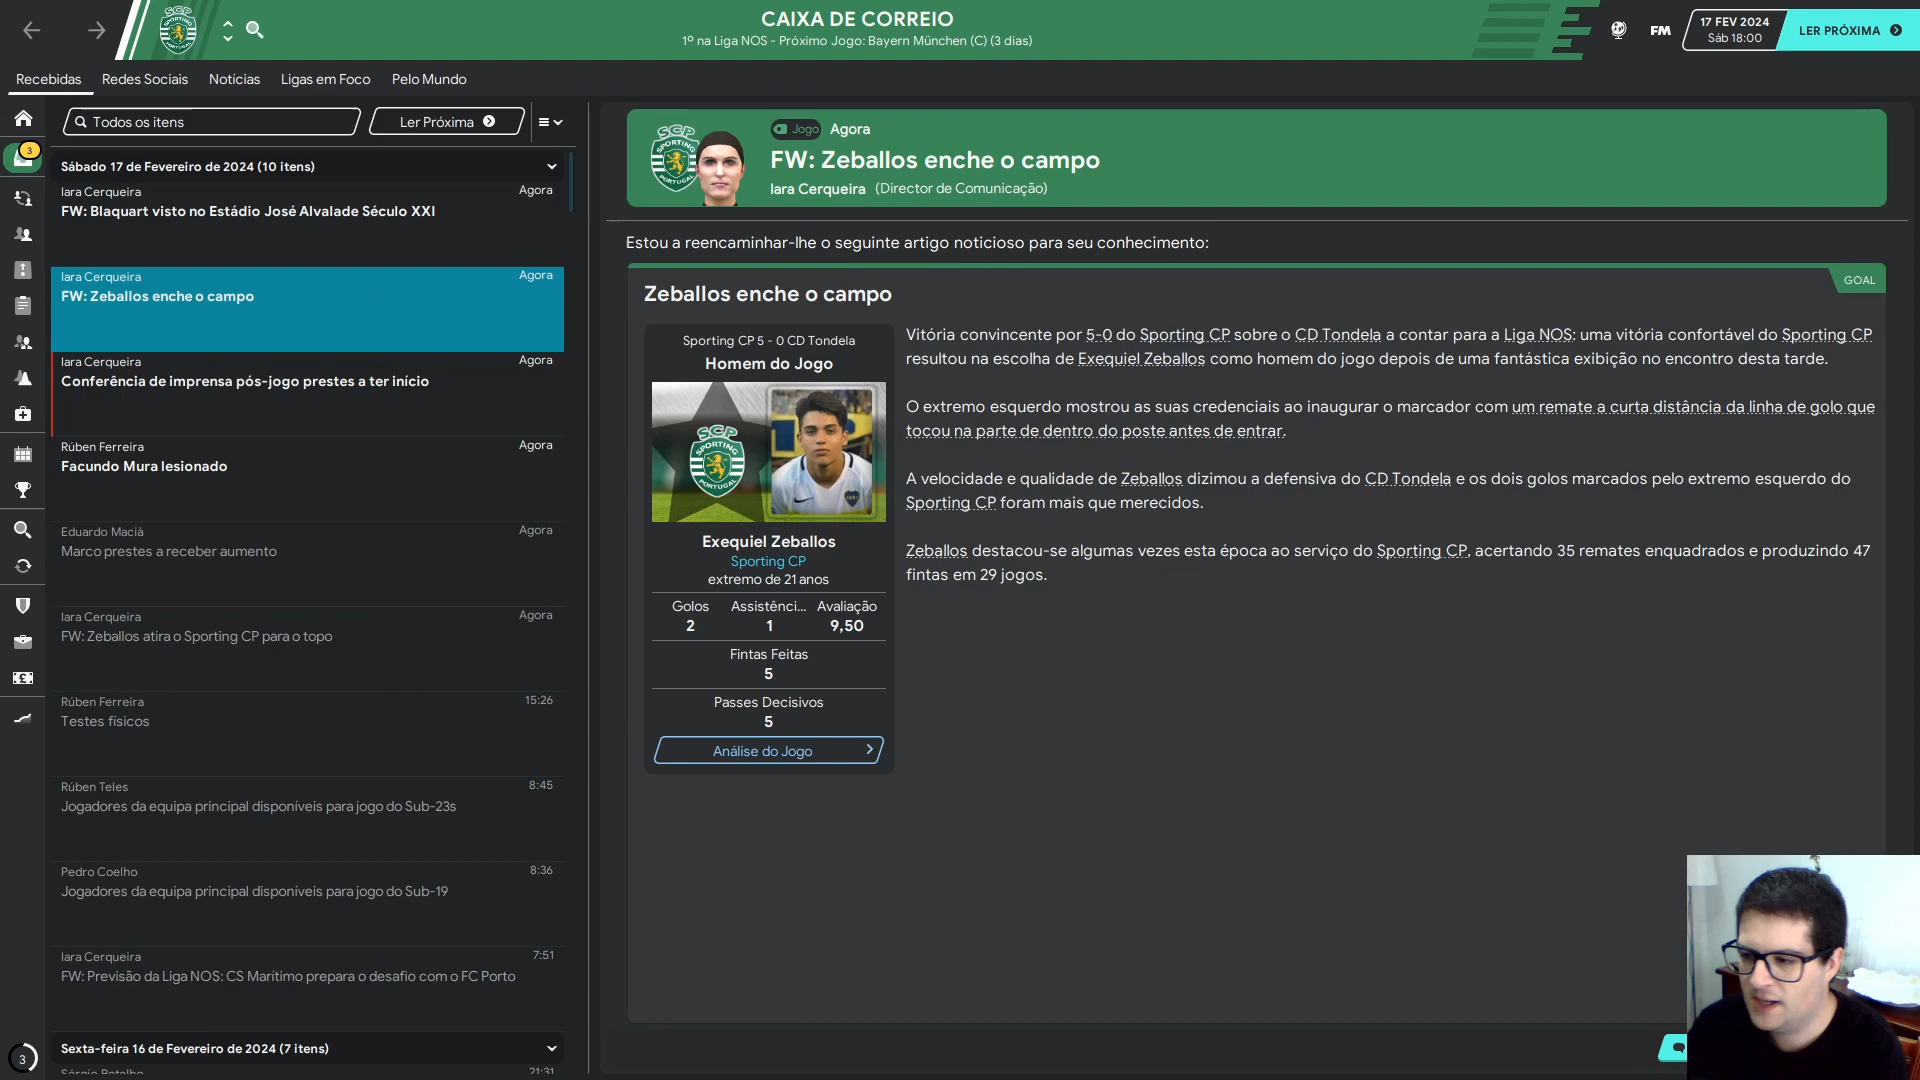 CAIXA DE CORREIO
1º na Liga NOS - Próximo Jogo: Bayern München (C) (3 dias)
FM
17 FEV 2024
Sáb 18:00
LER PRÓXIMA
Recebidas
Redes Sociais
Notícias
Ligas em Foco
Pelo Mundo
Todos os itens
Ler Próxima
3
Sábado 17 de Fevereiro de 2024 (10 itens)
Iara Cerqueira
Agora
FW: Blaquart visto no Estádio José Alvalade Século XXI
Iara Cerqueira
Agora
FW: Zeballos enche o campo
Iara Cerqueira
Agora
Conferência de imprensa pós-jogo prestes a ter início
Rúben Ferreira
Agora
Facundo Mura lesionado
Eduardo Macià
Agora
Marco prestes a receber aumento
Iara Cerqueira
Agora
FW: Zeballos atira o Sporting CP para o topo
Rúben Ferreira
15:26
Testes físicos
Rúben Teles
8:45
Jogadores da equipa principal disponíveis para jogo do Sub-23s
Pedro Coelho
8:36
Jogadores da equipa principal disponíveis para jogo do Sub-19
Iara Cerqueira
7:51
FW: Previsão da Liga NOS: CS Marítimo prepara o desafio com o FC Porto
Sexta-feira 16 de Fevereiro de 2024 (7 itens)
Sérgio Botelho
21:31
3
Jogo
Agora
FW: Zeballos enche o campo
Iara Cerqueira (Director de Comunicação)
Estou a reencaminhar-lhe o seguinte artigo noticioso para seu conhecimento:
GOAL
Zeballos enche o campo
Sporting CP 5 - 0 CD Tondela
Homem do Jogo
SCP
SPORTING
PORTUGAL
Exequiel Zeballos
Sporting CP
extremo de 21 anos
Golos
Assistênci...
Avaliação
2
1
9,50
Fintas Feitas
5
Passes Decisivos
5
Análise do Jogo
Vitória convincente por 5-0 do Sporting CP sobre o CD Tondela a contar para a Liga NOS: uma vitória confortável do Sporting CP
resultou na escolha de Exequiel Zeballos como homem do jogo depois de uma fantástica exibição no encontro desta tarde.
O extremo esquerdo mostrou as suas credenciais ao inaugurar o marcador com um remate a curta distância da linha de golo que
tocou na parte de dentro do poste antes de entrar.
A velocidade e qualidade de Zeballos dizimou a defensiva do CD Tondela e os dois golos marcados pelo extremo esquerdo do
Sporting CP foram mais que merecidos.
Zeballos destacou-se algumas vezes esta época ao serviço do Sporting CP, acertando 35 remates enquadrados e produzindo 47
fintas em 29 jogos.